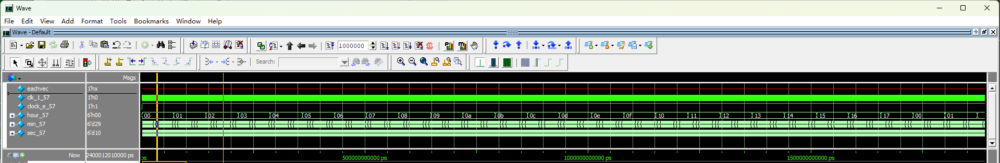 Wave
File Edit View Add Format Tools Bookmarks Window Help
Wave - Default
1000000
Search:
Msgs
eachvec 1'hx
clk_1_57 1'h0
clock_e_57 1'h1
hour_57 6'h00 00 01 02 03 04 05 06 07 08 09 0a 0b 0c 0d 0e 0f 10 11 12 13 14 15 16 17 00 01
min_57 6'd29
sec_57 6'd10
Now 2400012010000 ps ps 500000000000 ps 1000000000000 ps 1500000000000 ps